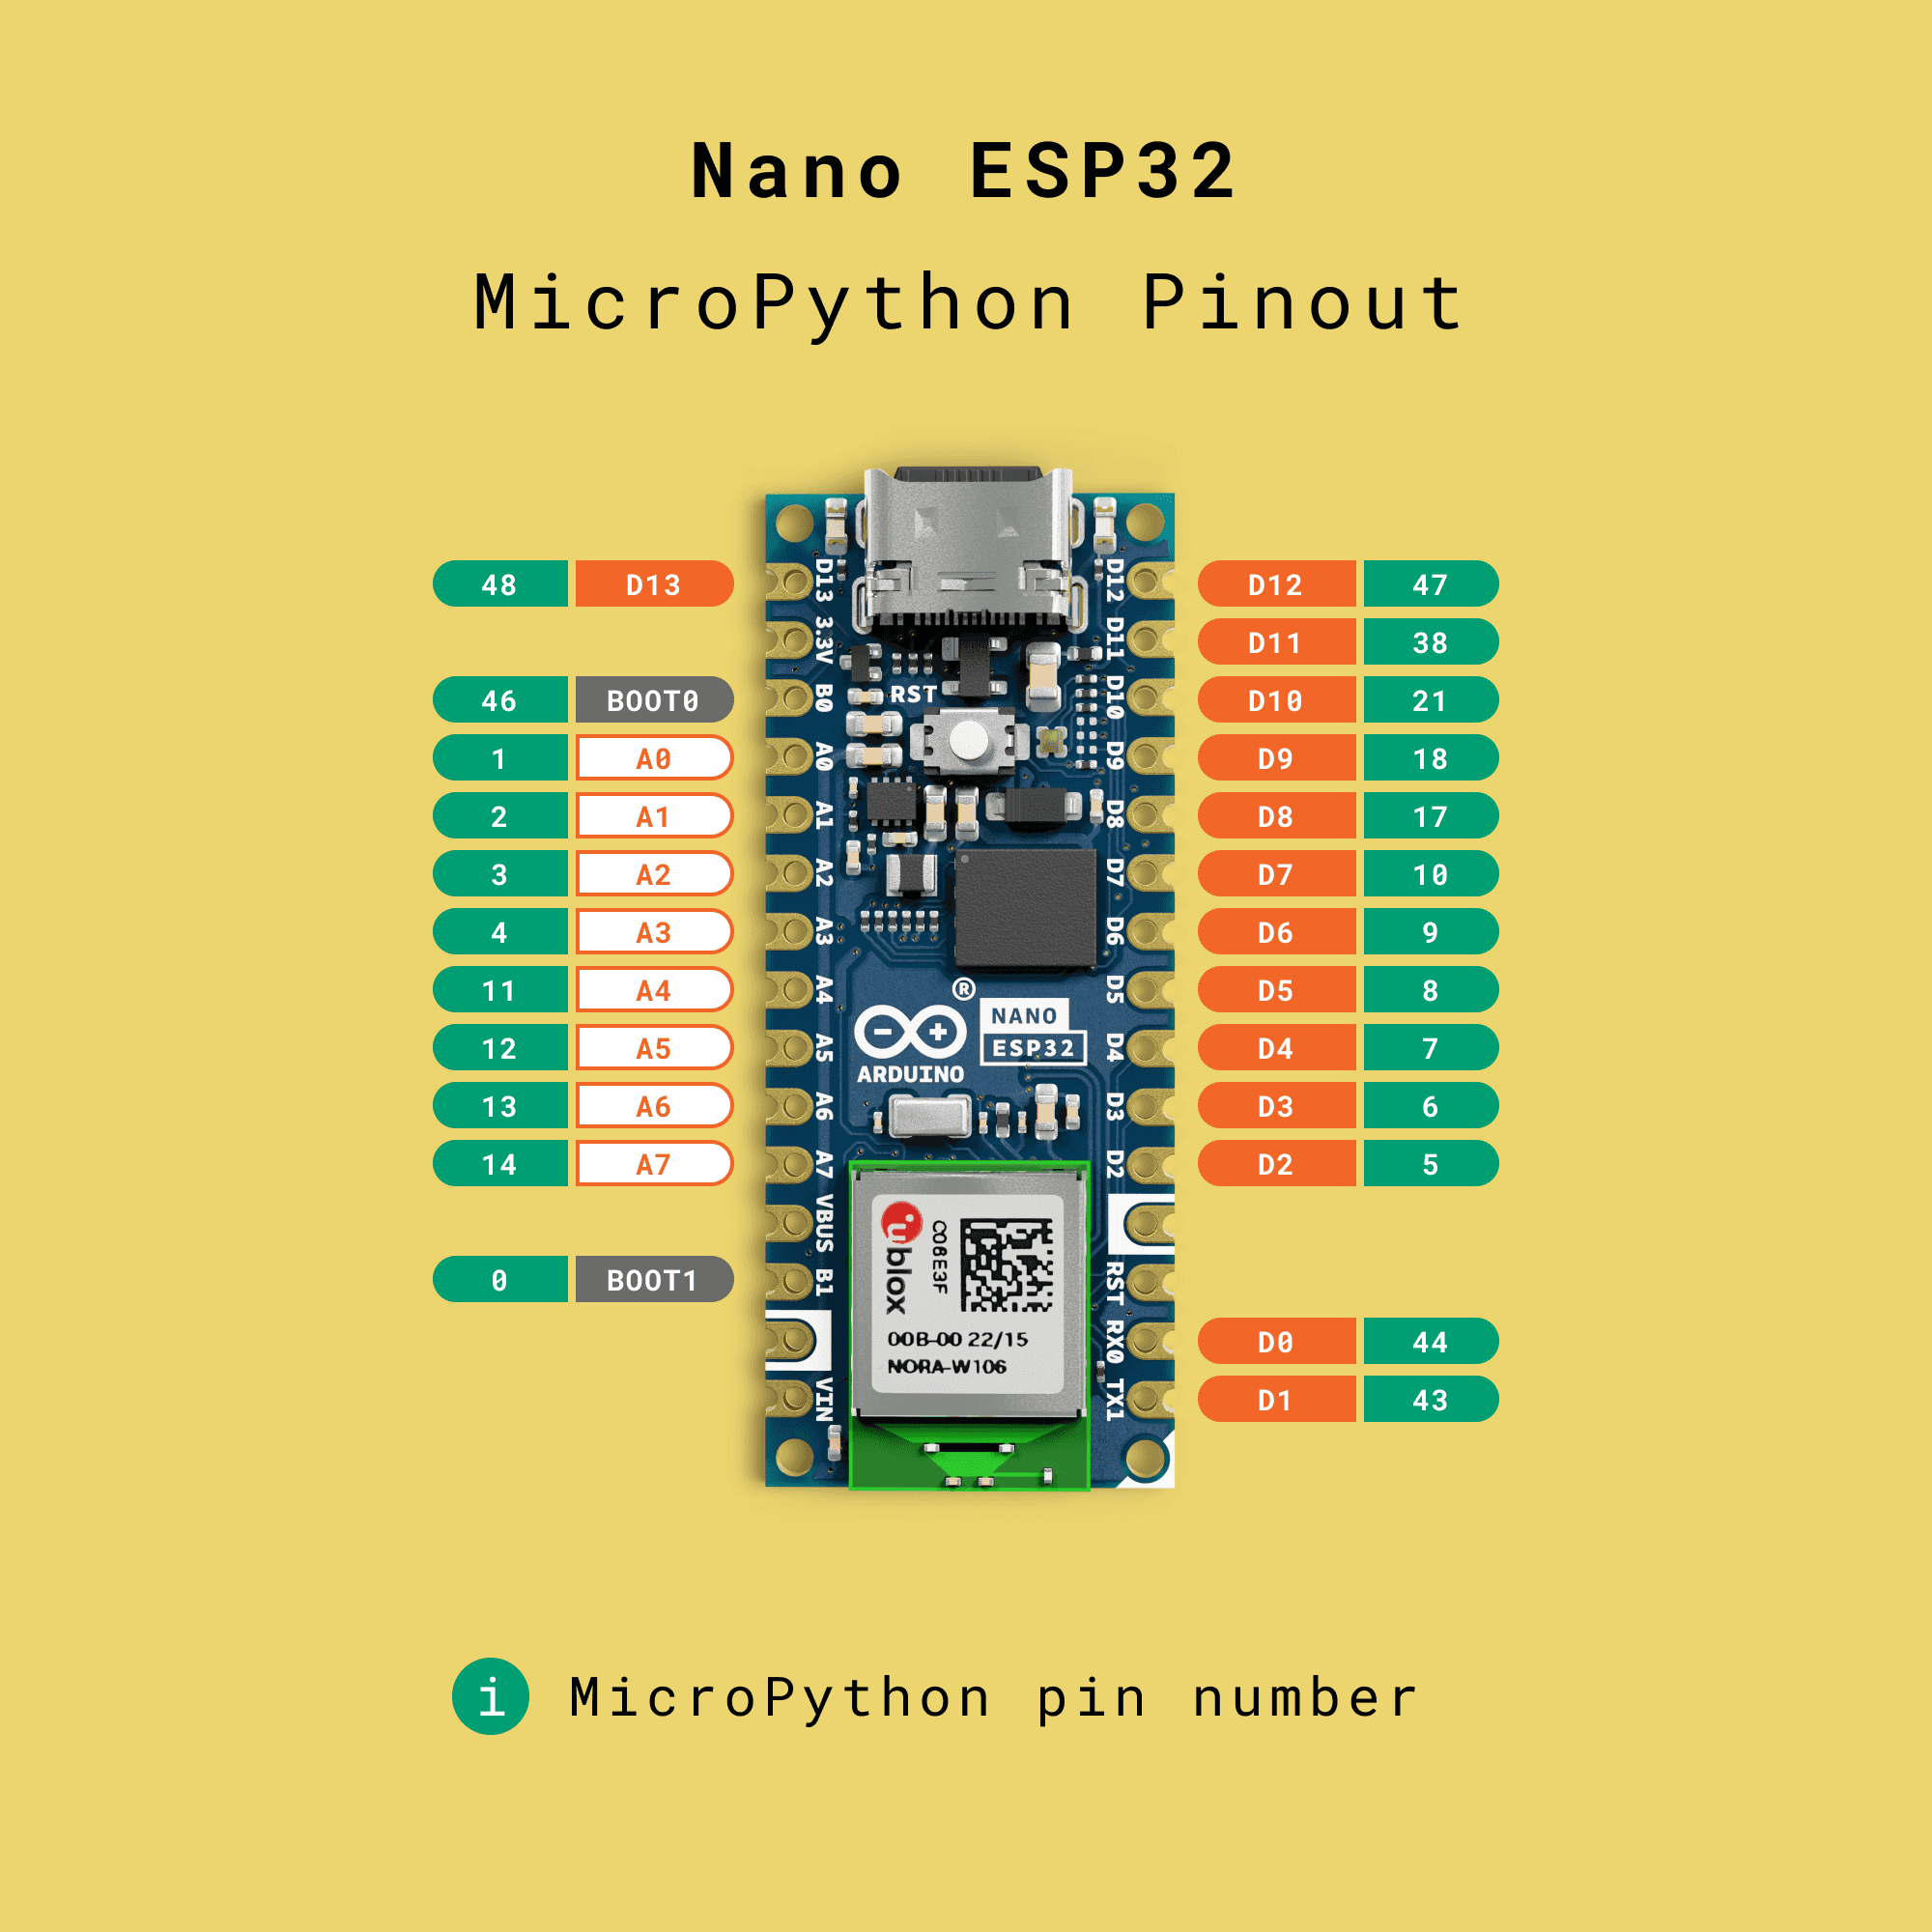 Nano ESP32
MicroPython Pinout
48 D13
46 BOOT0
1 A0
2 A1
3 A2
4 A3
11 A4
12 A5
13 A6
14 A7
0 BOOT1
D13
3.3V
B0
A0
A1
A2
A3
A4
A5
A6
A7
VBUS
B1
VIN
RST
®
NANO
ESP32
ARDUINO
ublox
C08E3F
00B-00 22/15
NORA-W106
D12
D11
D10
D9
D8
D7
D6
D5
D4
D3
D2
RST
RX0
TX1
D12 47
D11 38
D10 21
D9 18
D8 17
D7 10
D6 9
D5 8
D4 7
D3 6
D2 5
D0 44
D1 43
i MicroPython pin number